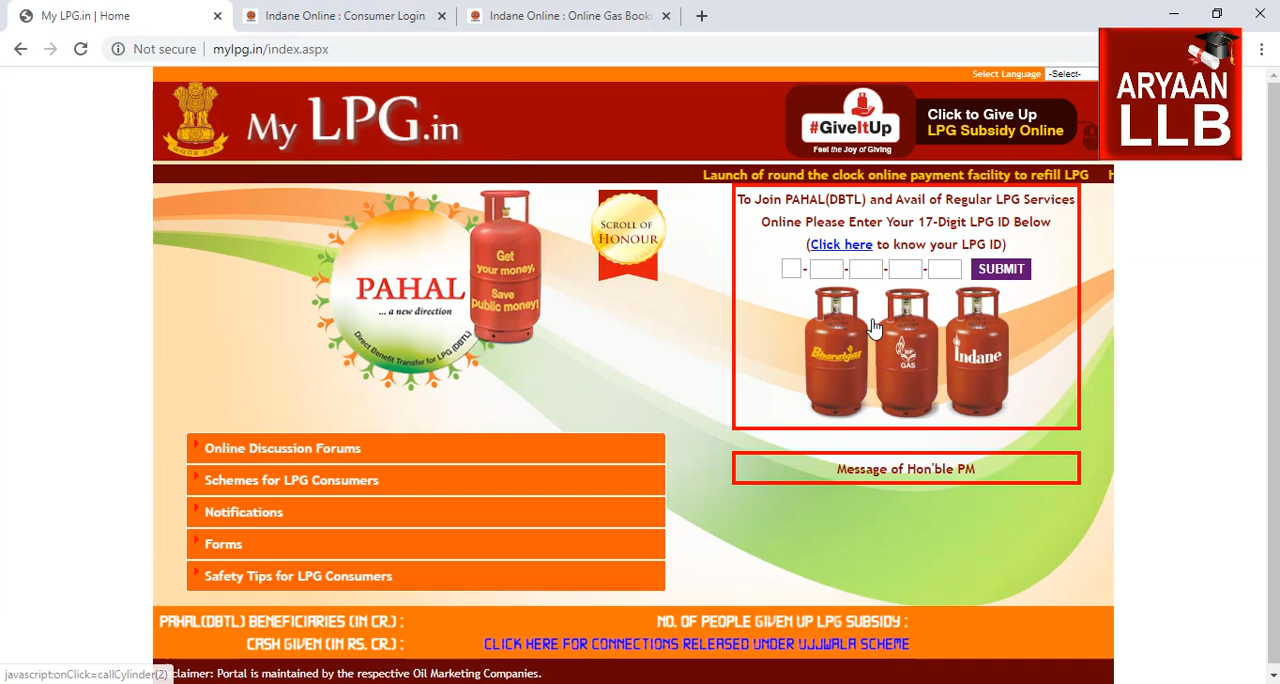 My LPG.in | Home
Indane Online : Consumer Login
Indane Online : Online Gas Booki
Not secure
mylpg.in/index.aspx
ARYAAN
LLB
Select Language
-Select-
My LPG.in
#GiveItUp
Feel the Joy of Giving
Click to Give Up
LPG Subsidy Online
Launch of round the clock online payment facility to refill LPG
PAHAL
... a new direction
Direct Benefit Transfer for LPG (DBTL)
Get
your money,
Save
public money!
SCROLL OF
HONOUR
To Join PAHAL(DBTL) and Avail of Regular LPG Services
Online Please Enter Your 17-Digit LPG ID Below
(Click here to know your LPG ID)
- - - - SUBMIT
Bharatgas
HP
GAS
Indane
Message of Hon'ble PM
Online Discussion Forums
Schemes for LPG Consumers
Notifications
Forms
Safety Tips for LPG Consumers
PAHAL(DBTL) BENEFICIARIES (IN CR.) :
NO. OF PEOPLE GIVEN UP LPG SUBSIDY :
CASH GIVEN (IN RS. CR.) :
CLICK HERE FOR CONNECTIONS RELEASED UNDER UJJWALA SCHEME
javascript:onClick=callCylinder(2)
sclaimer: Portal is maintained by the respective Oil Marketing Companies.